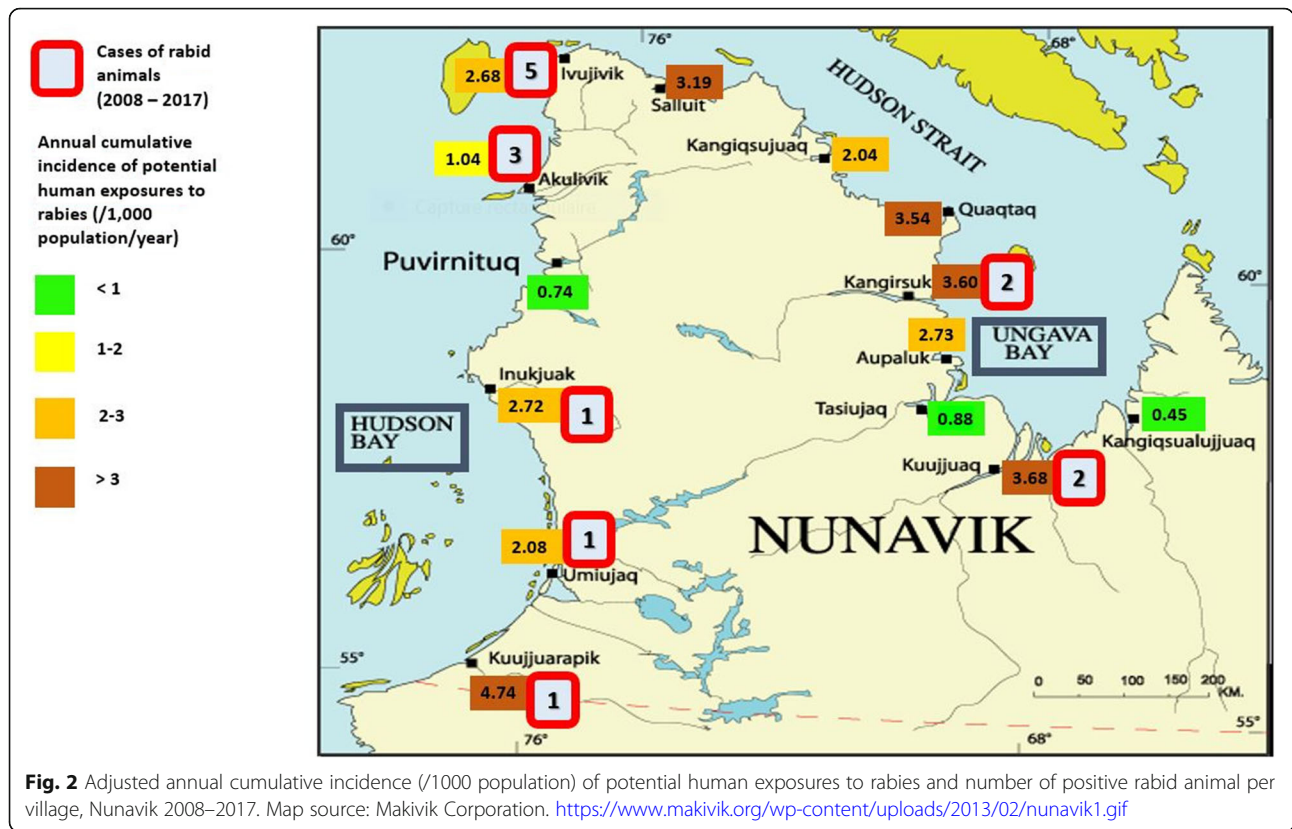 Cases of rabid
animals
(2008 – 2017)
Annual cumulative
incidence of potential
human exposures to
rabies (/1,000
population/year)
< 1
1-2
2-3
> 3
76°
68°
2.68
5
Ivujivik
3.19
Salluit
HUDSON STRAIT
Kangiqsujuaq
2.04
1.04
3
Akulivik
Capture rectangulaire
3.54
Quaqtaq
60°
Puvirnituq
0.74
Kangirsuk
3.60
2
60°
2.73
Aupaluk
UNGAVA
BAY
Inukjuak
2.72
1
HUDSON
BAY
Tasiujaq
0.88
0.45
Kangiqsualujjuaq
Kuujjuaq
3.68
2
NUNAVIK
2.08
1
Umiujaq
55°
Kuujjuarapik
4.74
1
0 50 100 150 200
KM.
55°
76°
68°
Fig. 2 Adjusted annual cumulative incidence (/1000 population) of potential human exposures to rabies and number of positive rabid animal per
village, Nunavik 2008–2017. Map source: Makivik Corporation. https://www.makivik.org/wp-content/uploads/2013/02/nunavik1.gif